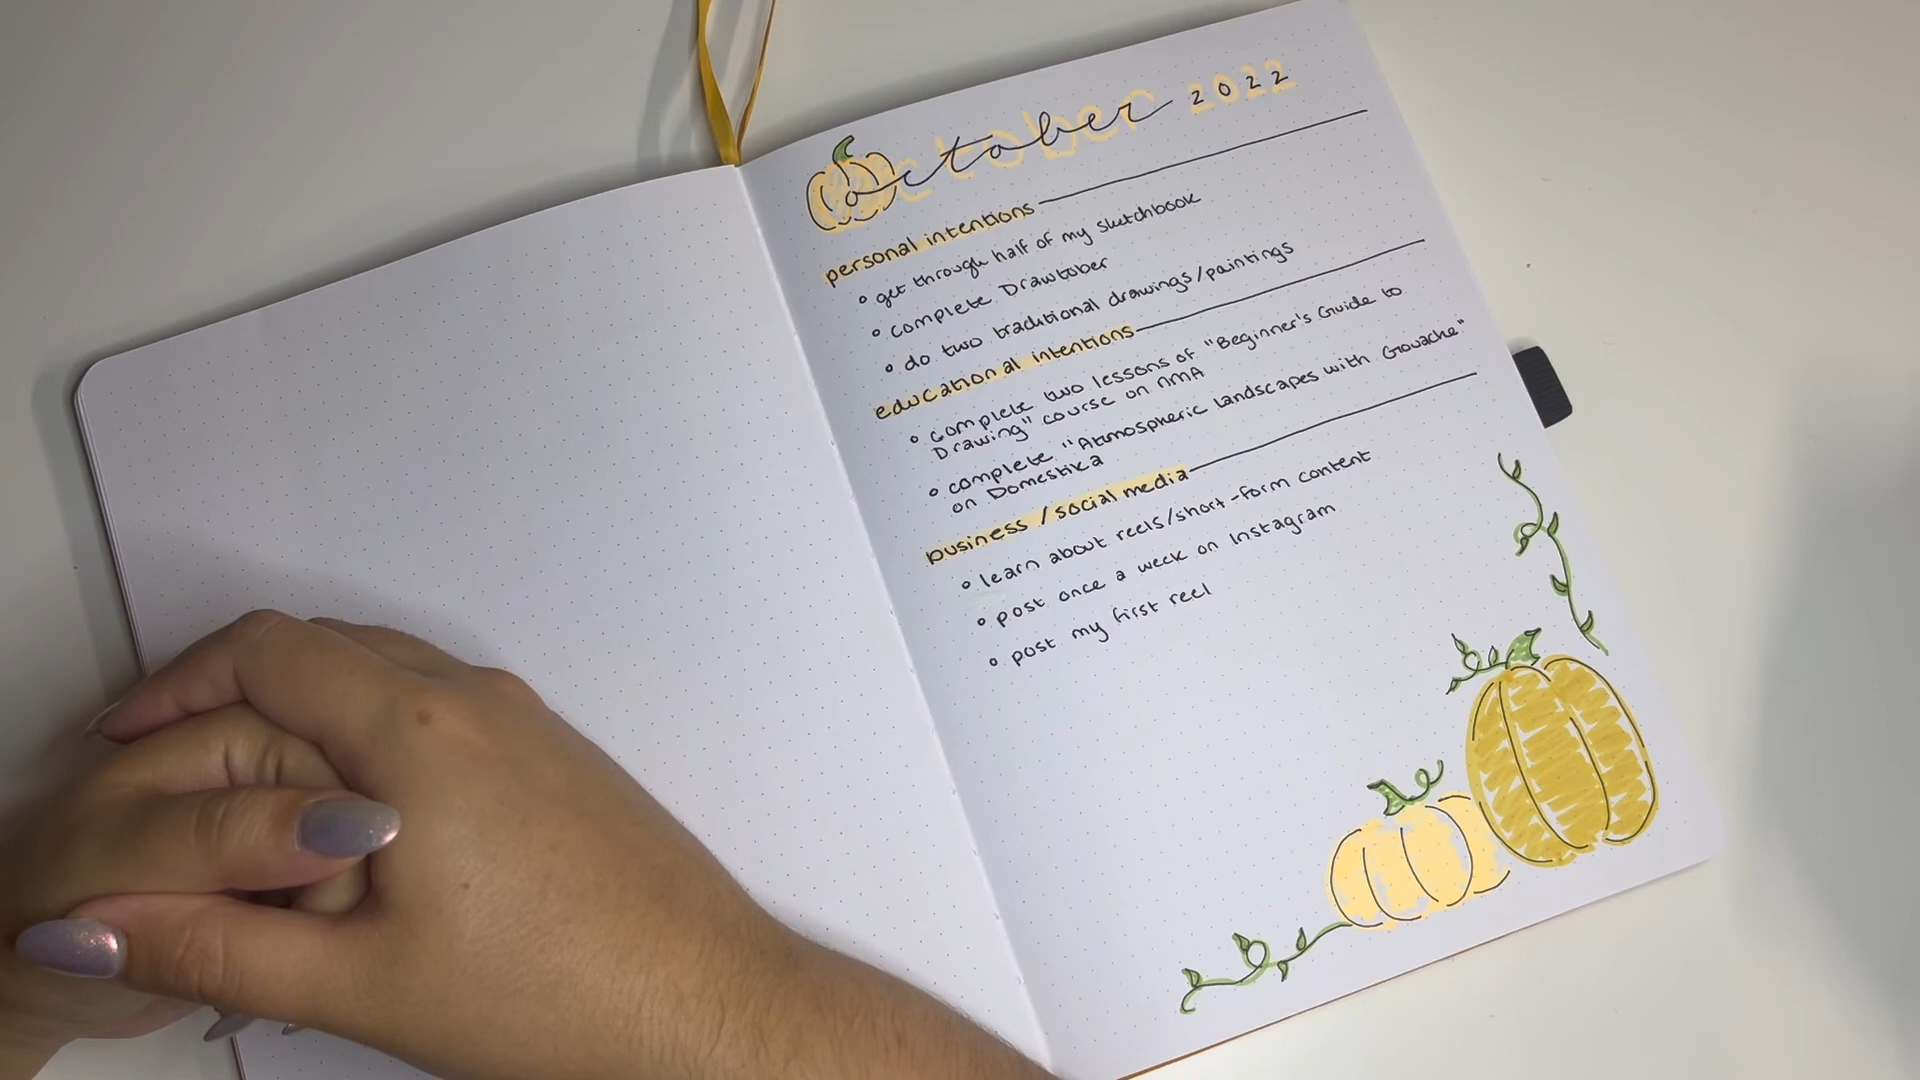 october 2022
personal intentions
get through half of my sketchbook
complete Drawtober
do two traditional drawings/paintings
educational intentions
complete two lessons of "Beginner's Guide to
Drawing" course on NMA
complete "Atmospheric landscapes with Gouache"
on Domestika
business / social media
learn about reels/short-form content
post once a week on Instagram
post my first reel